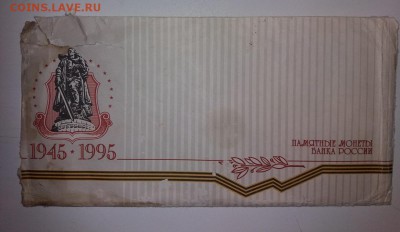 COINS.LAVE.RU
1945 • 1995
ПАМЯТНЫЕ МОНЕТЫ
БАНКА РОССИИ